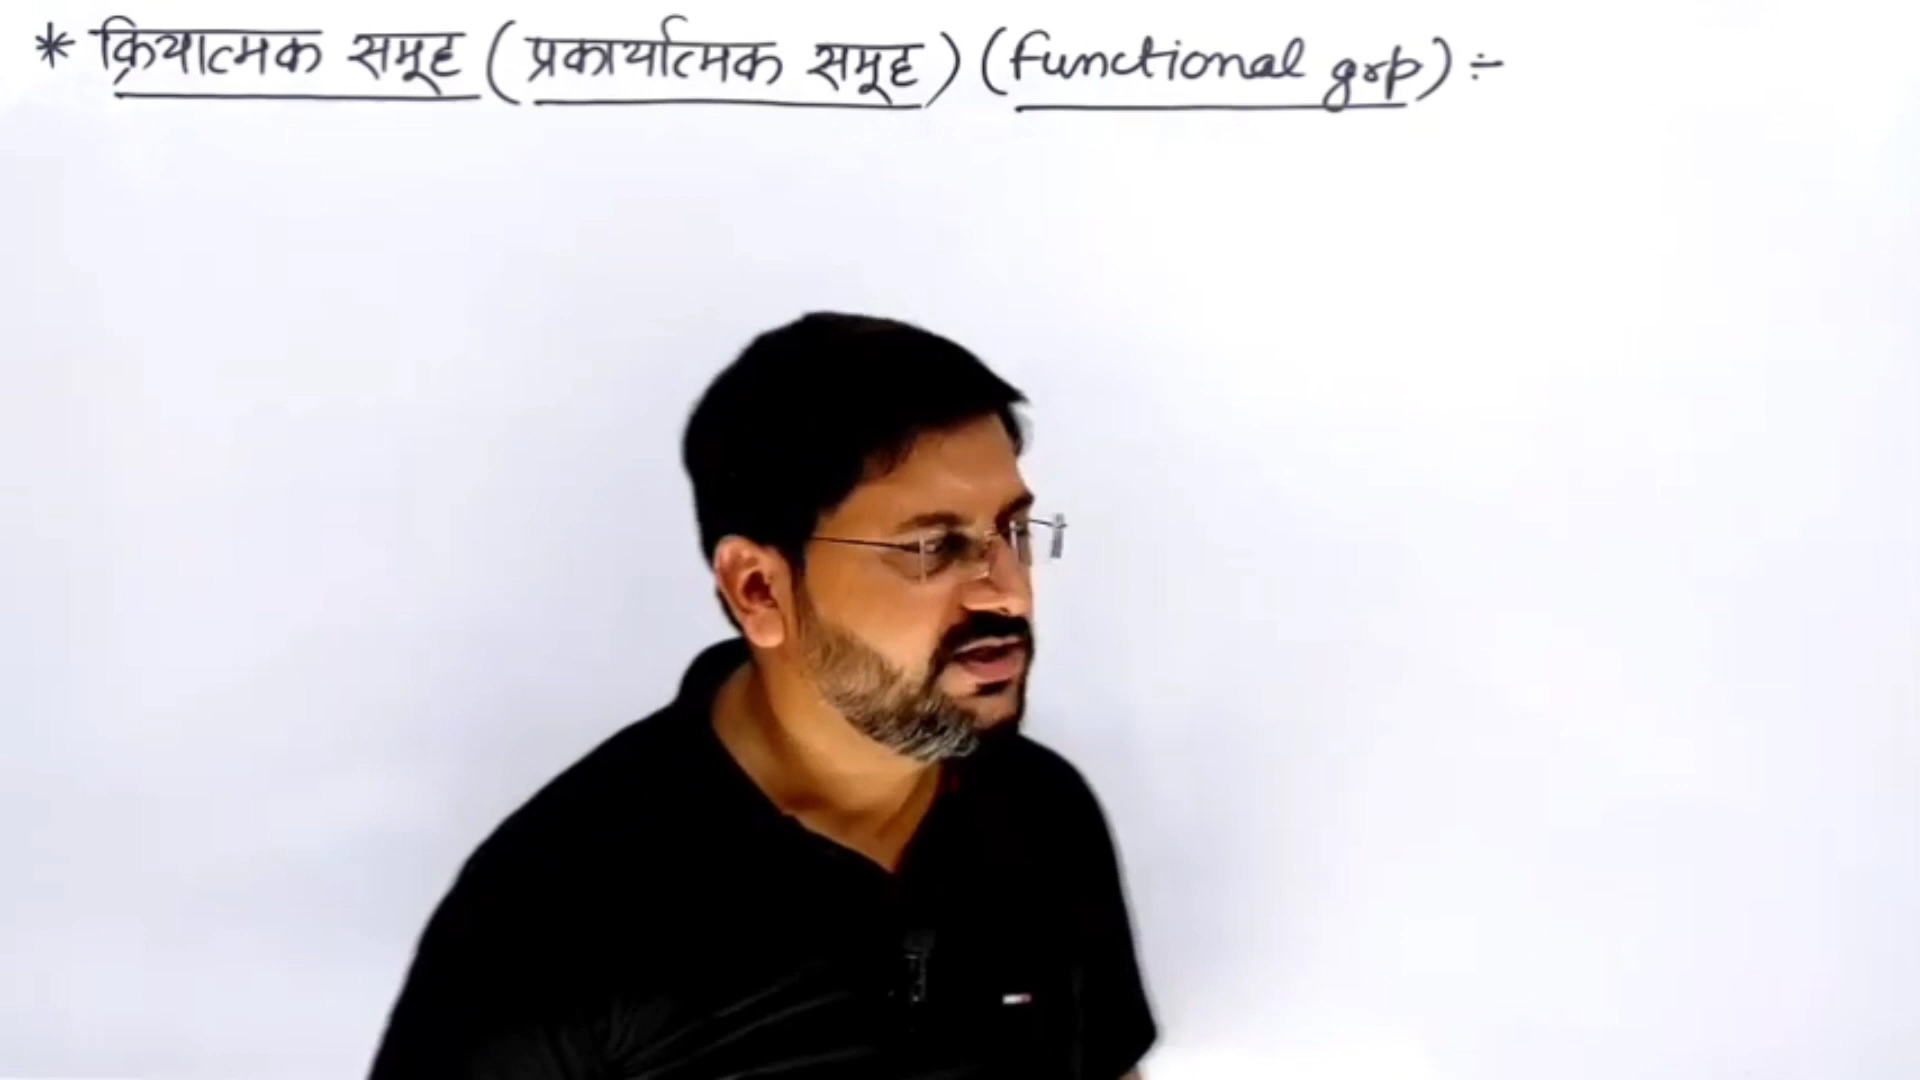 * क्रियात्मक समूह (प्रकार्यात्मक समूह) (functional grp) ÷